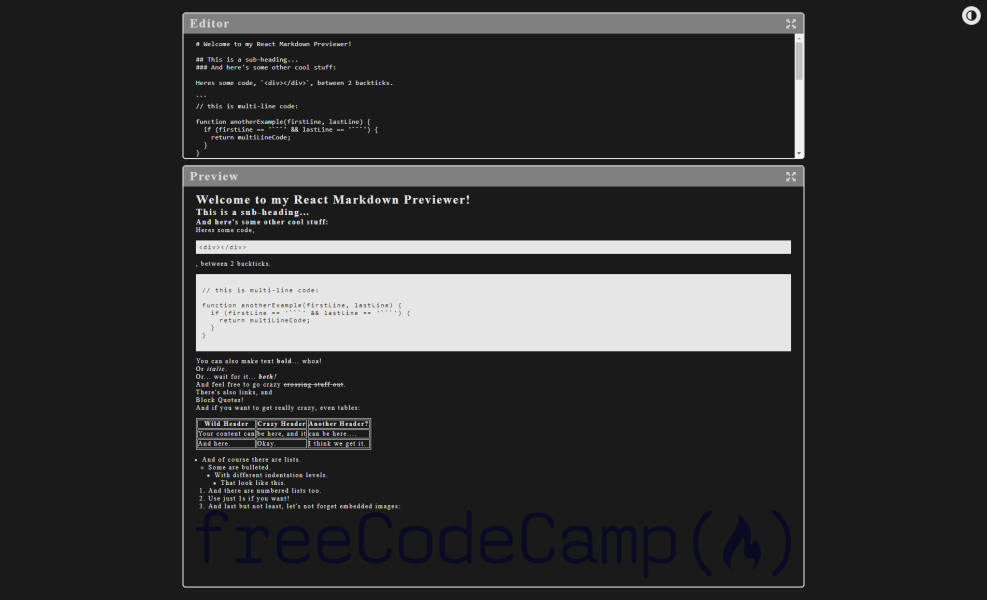 Editor
# Welcome to my React Markdown Previewer!
## This is a sub-heading...
### And here's some other cool stuff:
Heres some code, `<div></div>`, between 2 backticks.
```
// this is multi-line code:
function anotherExample(firstLine, lastLine) {
if (firstLine == '```' && lastLine == '```') {
return multiLineCode;
}
}
Preview
Welcome to my React Markdown Previewer!
This is a sub-heading...
And here's some other cool stuff:
Heres some code,
<div></div>
, between 2 backticks.
// this is multi-line code:
function anotherExample(firstLine, lastLine) {
if (firstLine == '```' && lastLine == '```') {
return multiLineCode;
}
}
You can also make text bold... whoa!
Or italic.
Or... wait for it... both!
And feel free to go crazy crossing stuff out.
There's also links, and
Block Quotes!
And if you want to get really crazy, even tables:
Wild Header Crazy Header Another Header?
Your content can be here, and it can be here....
And here. Okay. I think we get it.
And of course there are lists.
Some are bulleted.
With different indentation levels.
That look like this.
1. And there are numbered lists too.
2. Use just 1s if you want!
3. And last but not least, let's not forget embedded images:
freeCodeCamp